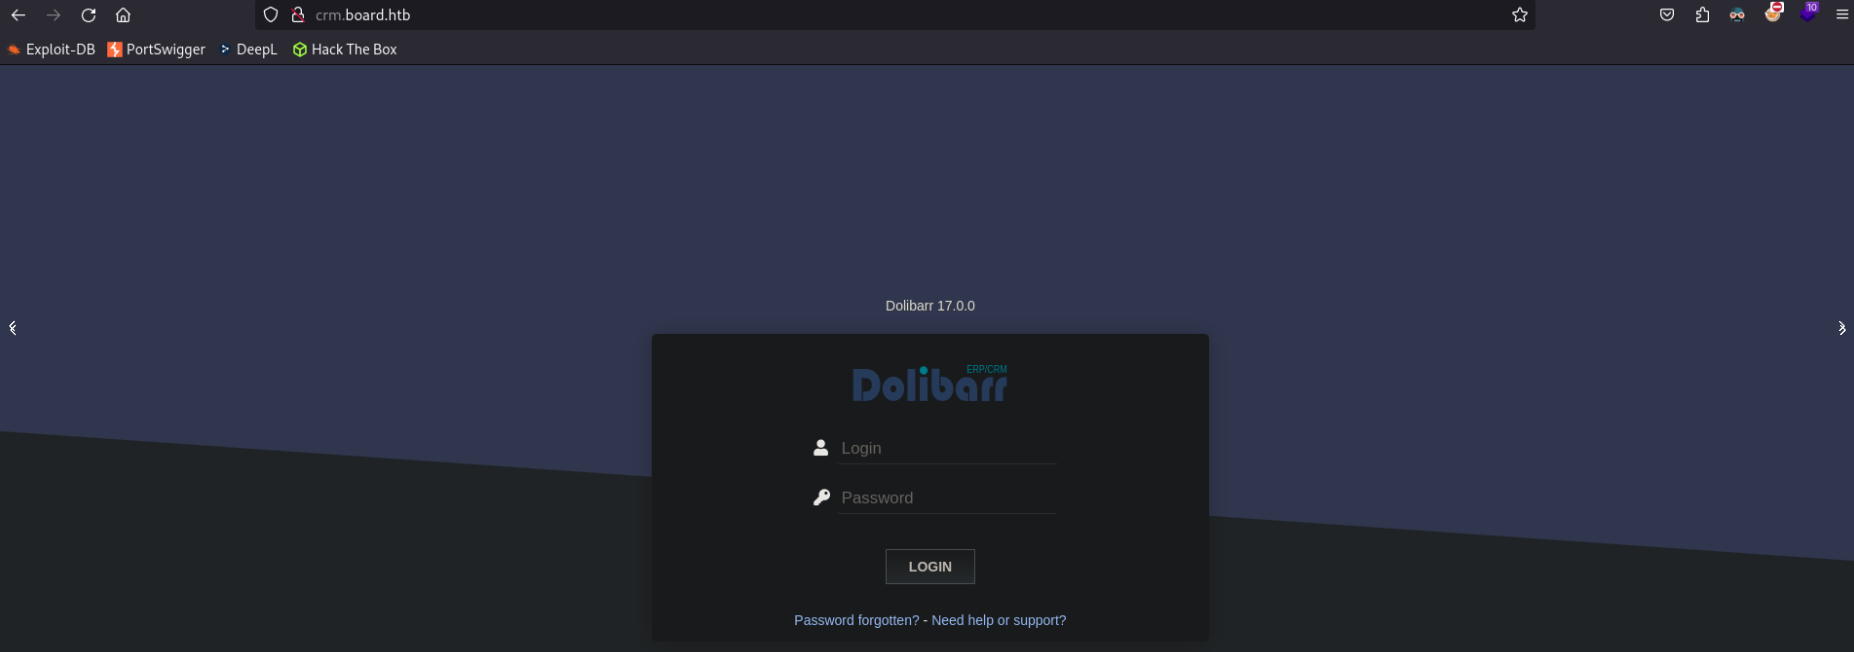 crm.board.htb
10
Exploit-DB PortSwigger DeepL Hack The Box
Dolibarr 17.0.0
Dolibarr ERP/CRM
Login
Password
LOGIN
Password forgotten? - Need help or support?